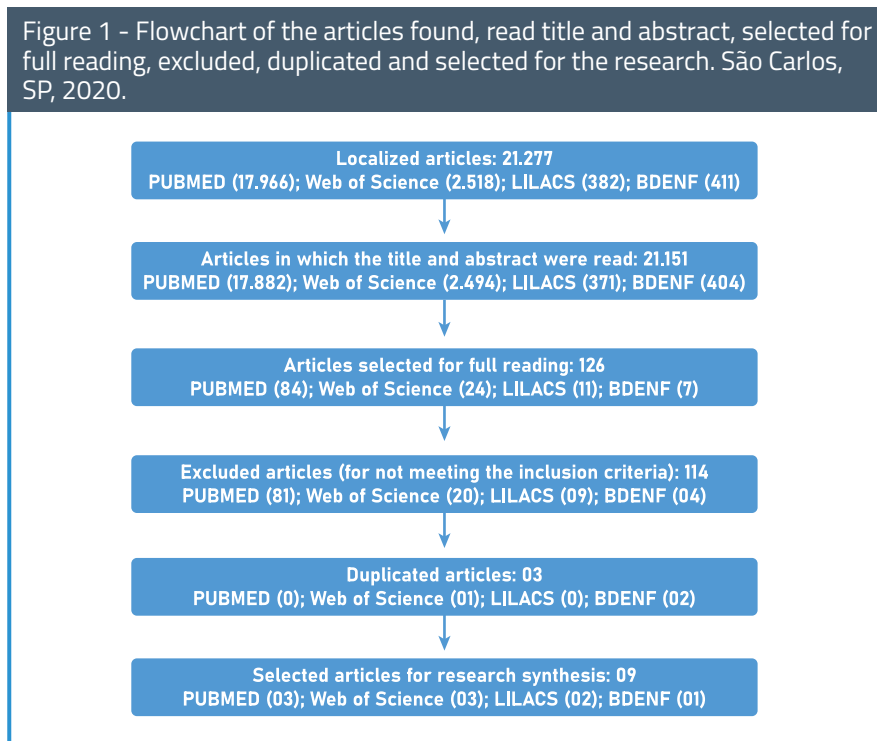 Figure 1 - Flowchart of the articles found, read title and abstract, selected for
full reading, excluded, duplicated and selected for the research. São Carlos,
SP, 2020.
Localized articles: 21.277
PUBMED (17.966); Web of Science (2.518); LILACS (382); BDENF (411)
Articles in which the title and abstract were read: 21.151
PUBMED (17.882); Web of Science (2.494); LILACS (371); BDENF (404)
Articles selected for full reading: 126
PUBMED (84); Web of Science (24); LILACS (11); BDENF (7)
Excluded articles (for not meeting the inclusion criteria): 114
PUBMED (81); Web of Science (20); LILACS (09); BDENF (04)
Duplicated articles: 03
PUBMED (0); Web of Science (01); LILACS (0); BDENF (02)
Selected articles for research synthesis: 09
PUBMED (03); Web of Science (03); LILACS (02); BDENF (01)